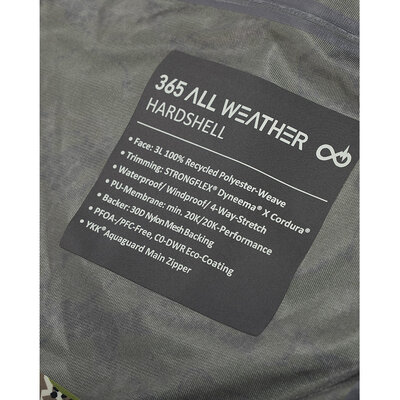 365 ALL WEATHER
HARDSHELL
• Face: 3L 100% Recycled Polyester-Weave
• Trimming: STRONGFLEX® Dyneema® X Cordura®
• Waterproof/ Windproof/ 4-Way-Stretch
• PU-Membrane: min. 20K/20K-Performance
• Backer: 30D Nylon Mesh Backing
• PFOA-/PFC-Free, C0-DWR Eco-Coating
• YKK® Aquaguard Main Zipper